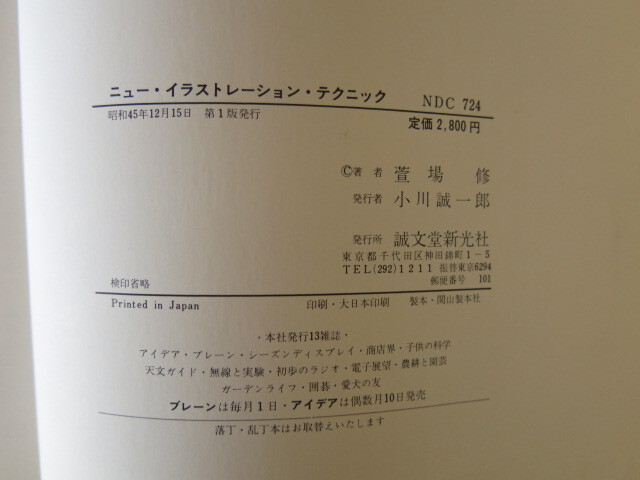 ニュー・イラストレーション・テクニック NDC 724
昭和45年12月15日 第1版発行 定価2,800円
©著者 萱場修
発行者 小川誠一郎
発行所 誠文堂新光社
東京都千代田区神田錦町1-5
TEL(292)1211 振替東京6294
検印省略 郵便番号 101
Printed in Japan 印刷・大日本印刷 製本・関山製本社
・本社発行13雑誌・
アイデア・ブレーン・シーズンディスプレイ・商店界・子供の科学
天文ガイド・無線と実験・初歩のラジオ・電子展望・農耕と園芸
ガーデンライフ・囲碁・愛犬の友
ブレーンは毎月1日・アイデアは偶数月10日発売
落丁・乱丁本はお取替えいたします